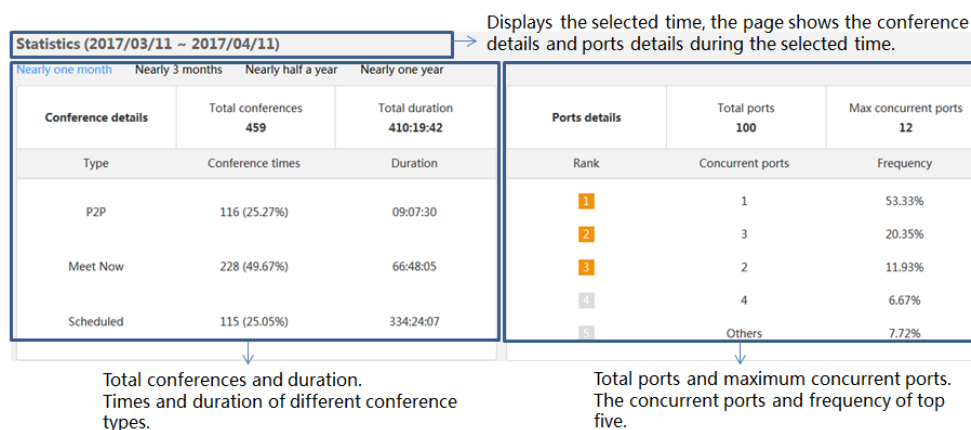 Displays the selected time, the page shows the conference
details and ports details during the selected time.
Statistics (2017/03/11 ~ 2017/04/11)
Nearly one month Nearly 3 months Nearly half a year Nearly one year
Conference details Total conferences 459 Total duration 410:19:42
Type Conference times Duration
P2P 116 (25.27%) 09:07:30
Meet Now 228 (49.67%) 66:48:05
Scheduled 115 (25.05%) 334:24:07
Ports details Total ports 100 Max concurrent ports 12
Rank Concurrent ports Frequency
1 1 53.33%
2 3 20.35%
3 2 11.93%
4 4 6.67%
5 Others 7.72%
Total conferences and duration.
Times and duration of different conference
types.
Total ports and maximum concurrent ports.
The concurrent ports and frequency of top
five.